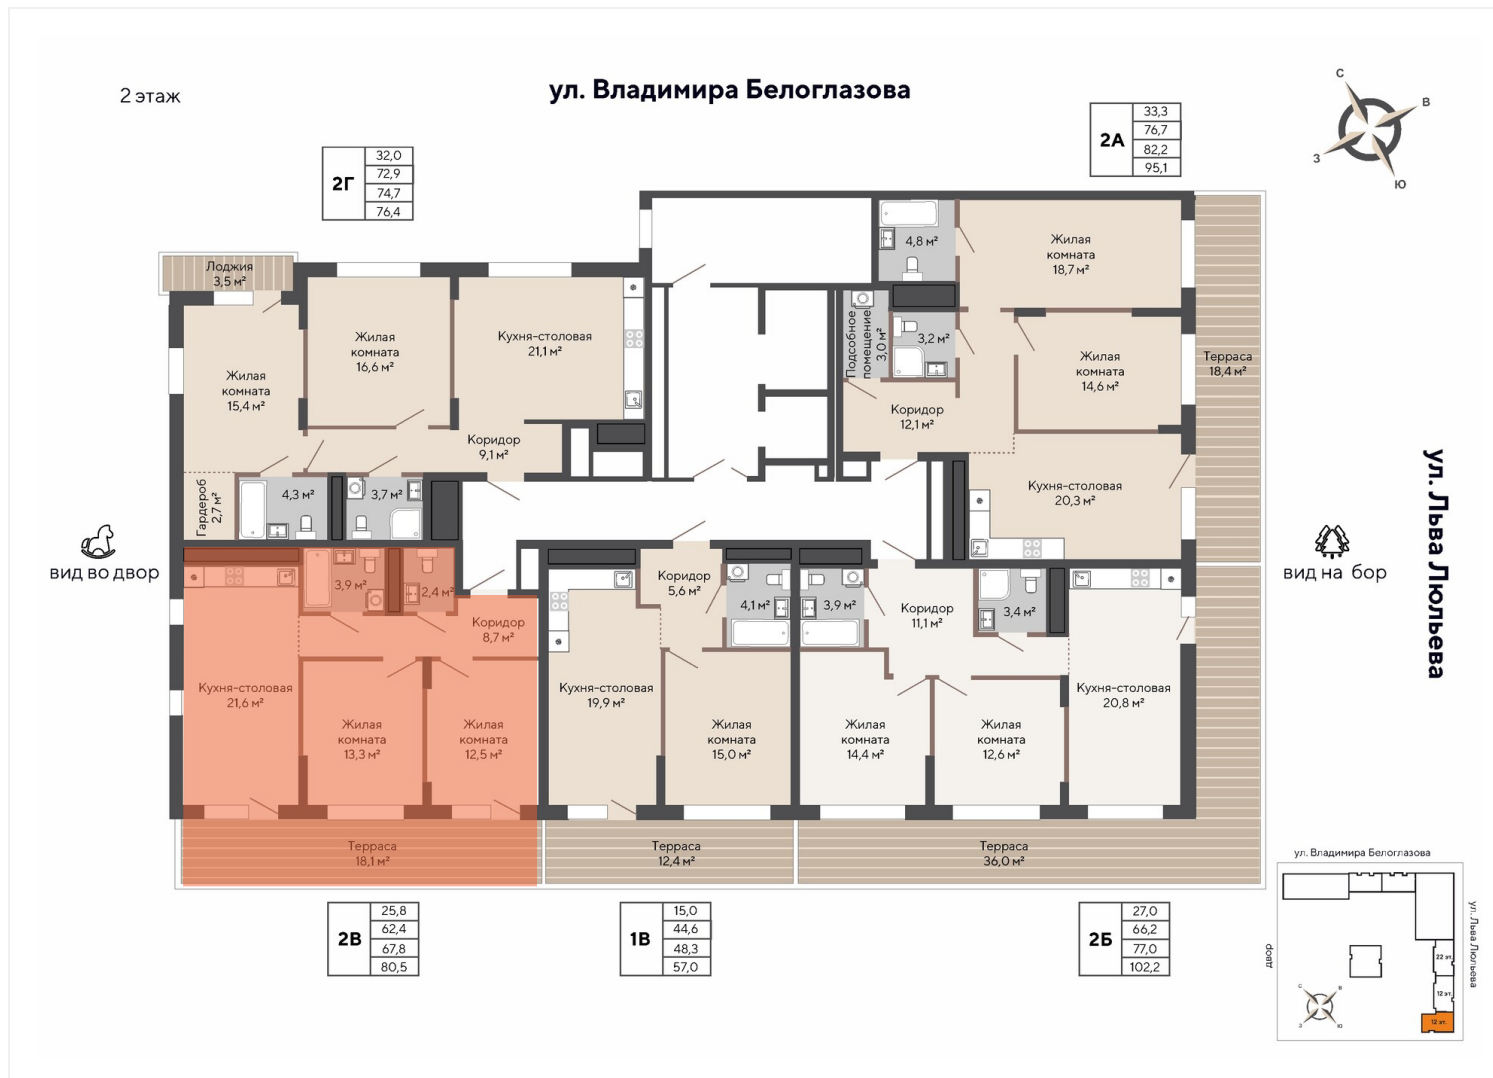 2 этаж
ул. Владимира Белоглазова
С
В
З
Ю
2А
33,3
76,7
82,2
95,1
2Г
32,0
72,9
74,7
76,4
Лоджия
3,5 м²
Жилая
комната
15,4 м²
Жилая
комната
16,6 м²
Кухня-столовая
21,1 м²
Коридор
9,1 м²
Гардероб
2,7 м²
4,3 м²
3,7 м²
4,8 м²
Жилая
комната
18,7 м²
Подсобное
помещение
3,0 м²
3,2 м²
Жилая
комната
14,6 м²
Терраса
18,4 м²
Коридор
12,1 м²
Кухня-столовая
20,3 м²
ул. Льва Люльева
вид во двор
вид на бор
3,9 м²
2,4 м²
Коридор
8,7 м²
Кухня-столовая
21,6 м²
Жилая
комната
13,3 м²
Жилая
комната
12,5 м²
Терраса
18,1 м²
Коридор
5,6 м²
4,1 м²
Кухня-столовая
19,9 м²
Жилая
комната
15,0 м²
Терраса
12,4 м²
3,9 м²
Коридор
11,1 м²
3,4 м²
Кухня-столовая
20,8 м²
Жилая
комната
14,4 м²
Жилая
комната
12,6 м²
Терраса
36,0 м²
2В
25,8
62,4
67,8
80,5
1В
15,0
44,6
48,3
57,0
2Б
27,0
66,2
77,0
102,2
ул. Владимира Белоглазова
двор
ул. Льва Люльева
22 эт.
12 эт.
12 эт.
С
В
З
Ю